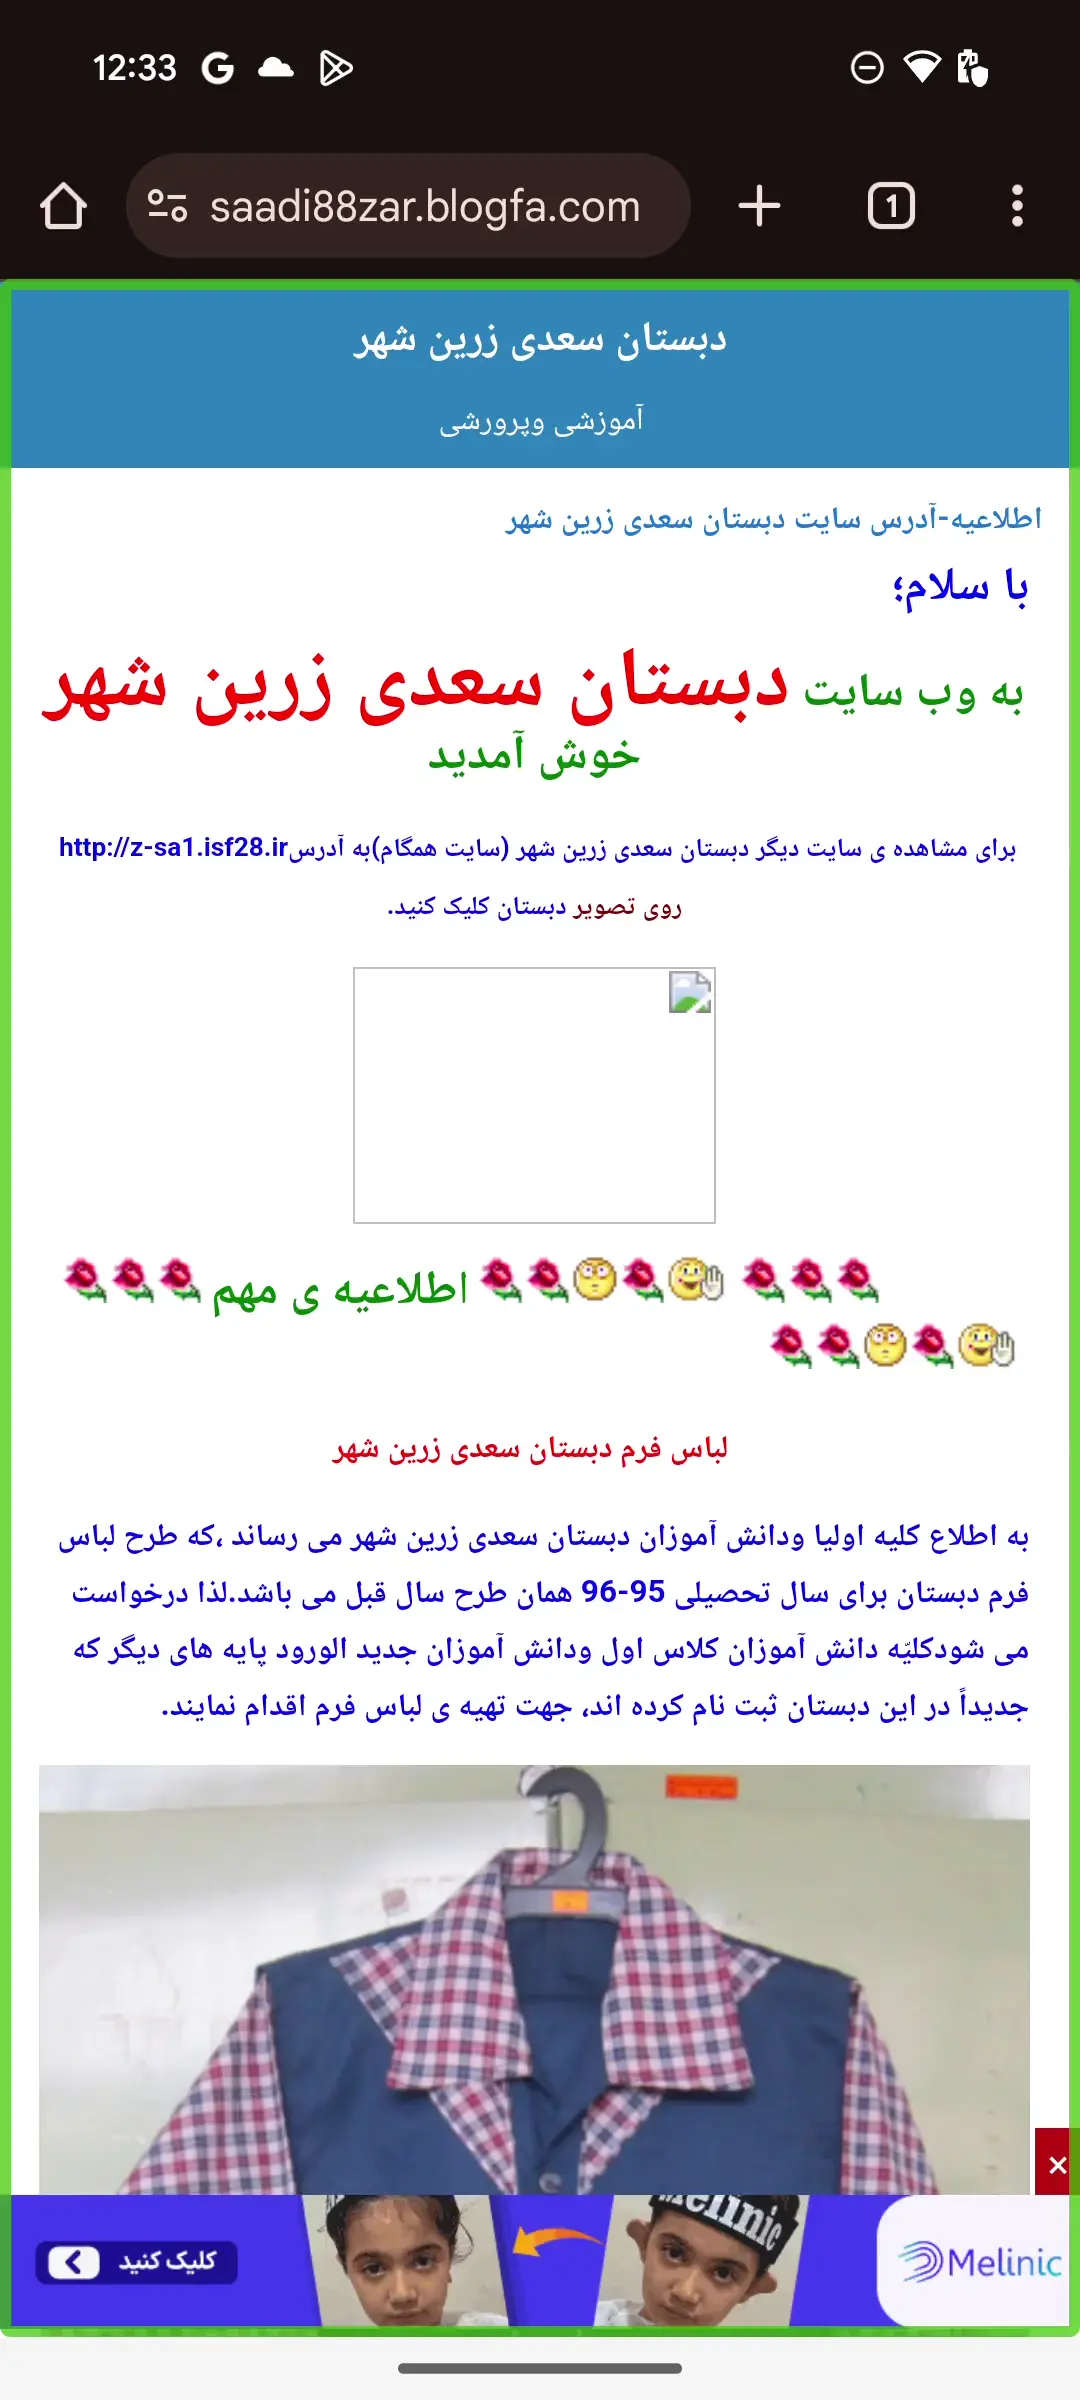 12:33
saadi88zar.blogfa.com
1
دبستان سعدی زرین شهر
آموزشی وپرورشی
اطلاعیه-آدرس سایت دبستان سعدی زرین شهر
با سلام؛
به وب سایت دبستان سعدی زرین شهر
خوش آمدید
برای مشاهده ی سایت دیگر دبستان سعدی زرین شهر (سایت همگام)به آدرسhttp://z-sa1.isf28.ir
روی تصویر دبستان کلیک کنید.
اطلاعیه ی مهم
لباس فرم دبستان سعدی زرین شهر
به اطلاع کلیه اولیا ودانش آموزان دبستان سعدی زرین شهر می رساند ،که طرح لباس
فرم دبستان برای سال تحصیلی 95-96 همان طرح سال قبل می باشد.لذا درخواست
می شودکلیّه دانش آموزان کلاس اول ودانش آموزان جدید الورود پایه های دیگر که
جدیداً در این دبستان ثبت نام کرده اند، جهت تهیه ی لباس فرم اقدام نمایند.
کلیک کنید
Melinic
Melinic